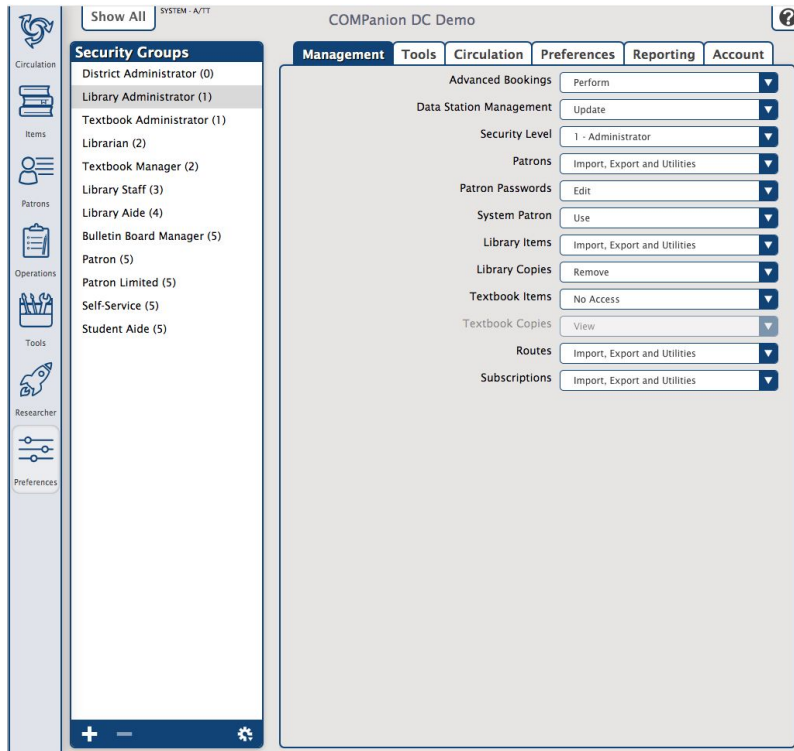 Show All
SYSTEM - A/TT
COMPanion DC Demo
?
Circulation
Items
Patrons
Operations
Tools
Researcher
Preferences
Security Groups
District Administrator (0)
Library Administrator (1)
Textbook Administrator (1)
Librarian (2)
Textbook Manager (2)
Library Staff (3)
Library Aide (4)
Bulletin Board Manager (5)
Patron (5)
Patron Limited (5)
Self-Service (5)
Student Aide (5)
Management Tools Circulation Preferences Reporting Account
Advanced Bookings Perform
Data Station Management Update
Security Level 1 - Administrator
Patrons Import, Export and Utilities
Patron Passwords Edit
System Patron Use
Library Items Import, Export and Utilities
Library Copies Remove
Textbook Items No Access
Textbook Copies View
Routes Import, Export and Utilities
Subscriptions Import, Export and Utilities